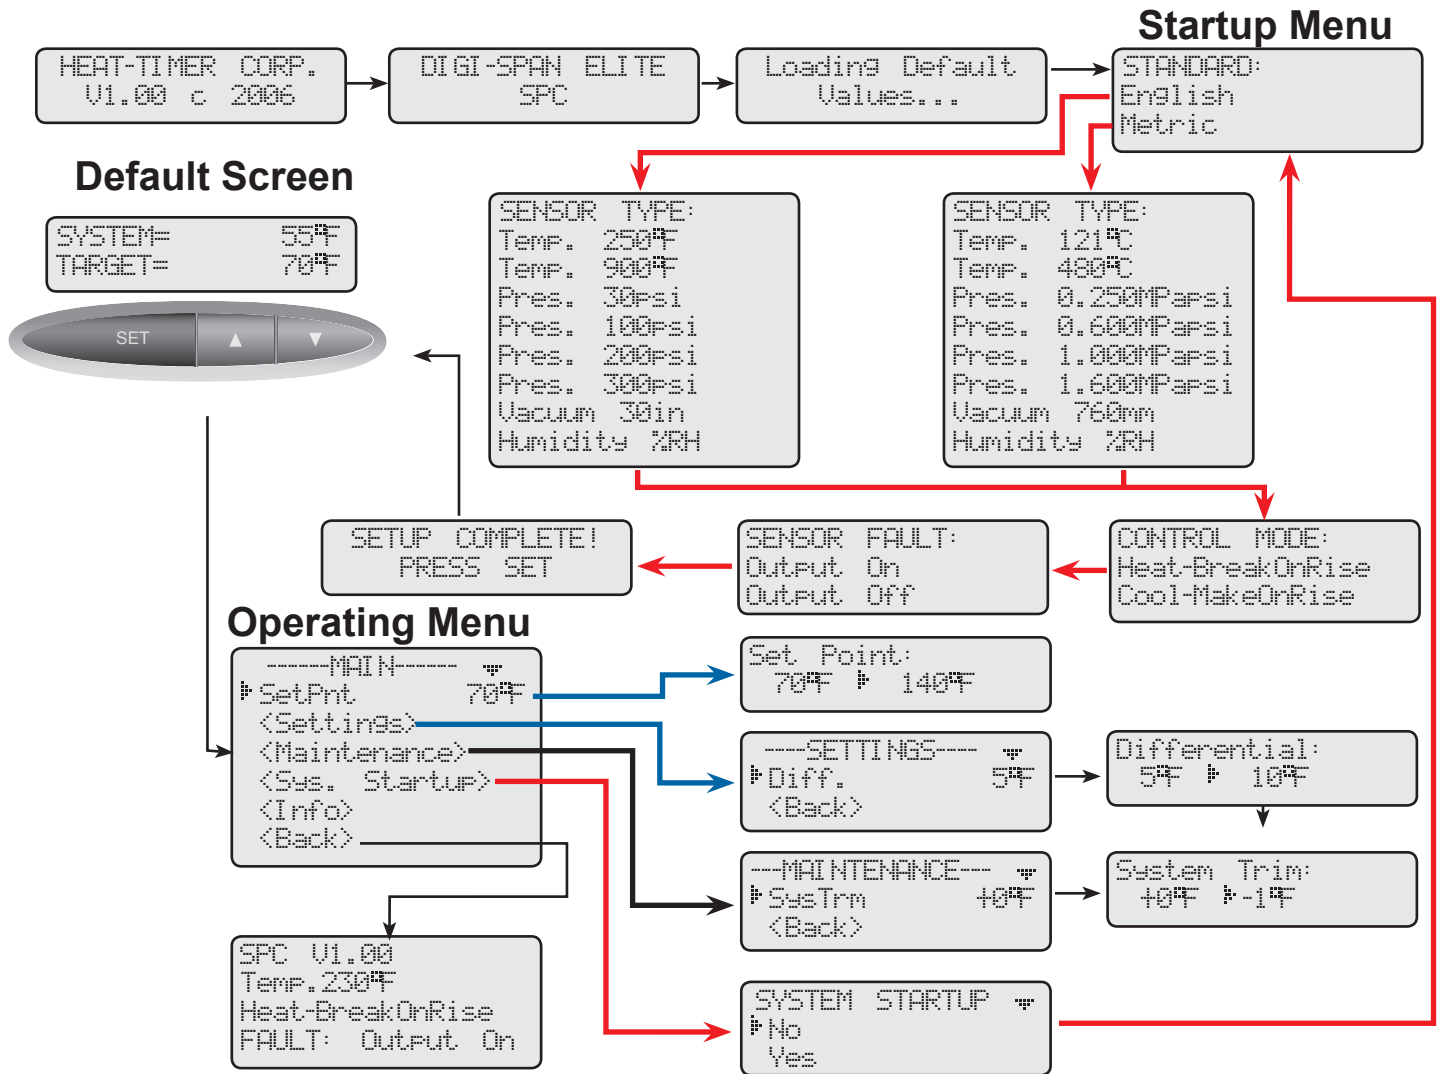 Startup Menu
HEAT-TIMER CORP.
V1.00 c 2006
DIGI-SPAN ELITE
SPC
Loading Default
Values...
STANDARD:
English
Metric
Default Screen
SYSTEM= 55°F
TARGET= 70°F
SET ▲ ▼
SENSOR TYPE:
Temp. 250°F
Temp. 900°F
Pres. 30psi
Pres. 100psi
Pres. 200psi
Pres. 300psi
Vacuum 30in
Humidity %RH
SENSOR TYPE:
Temp. 121°C
Temp. 480°C
Pres. 0.250MPapsi
Pres. 0.600MPapsi
Pres. 1.000MPapsi
Pres. 1.600MPapsi
Vacuum 760mm
Humidity %RH
SETUP COMPLETE!
PRESS SET
SENSOR FAULT:
Output On
Output Off
CONTROL MODE:
Heat-BreakOnRise
Cool-MakeOnRise
Operating Menu
------MAIN------
SetPnt 70°F
<Settings>
<Maintenance>
<Sys. Startup>
<Info>
<Back>
Set Point:
70°F 140°F
----SETTINGS----
Diff. 5°F
<Back>
Differential:
5°F 10°F
---MAINTENANCE---
SysTrm +0°F
<Back>
System Trim:
+0°F -1°F
SPC V1.00
Temp.230°F
Heat-BreakOnRise
FAULT: Output On
SYSTEM STARTUP
No
Yes